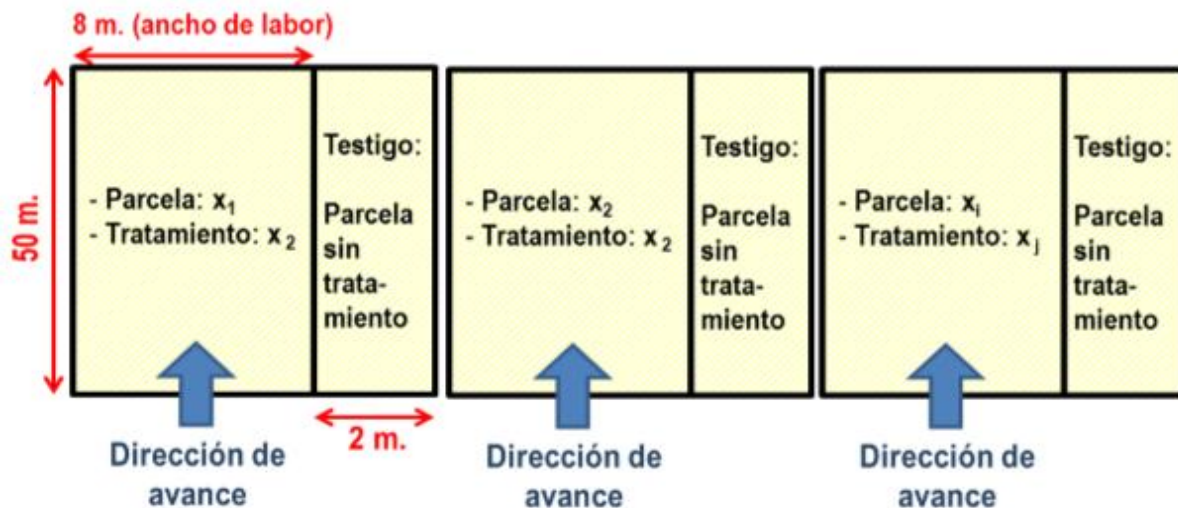 8 m. (ancho de labor)
50 m.
- Parcela: x₁
- Tratamiento: x₂
Testigo:
Parcela
sin
trata-
miento
- Parcela: x₂
- Tratamiento: x₂
Testigo:
Parcela
sin
trata-
miento
- Parcela: xᵢ
- Tratamiento: xⱼ
Testigo:
Parcela
sin
trata-
miento
2 m.
Dirección de
avance
Dirección de
avance
Dirección de
avance